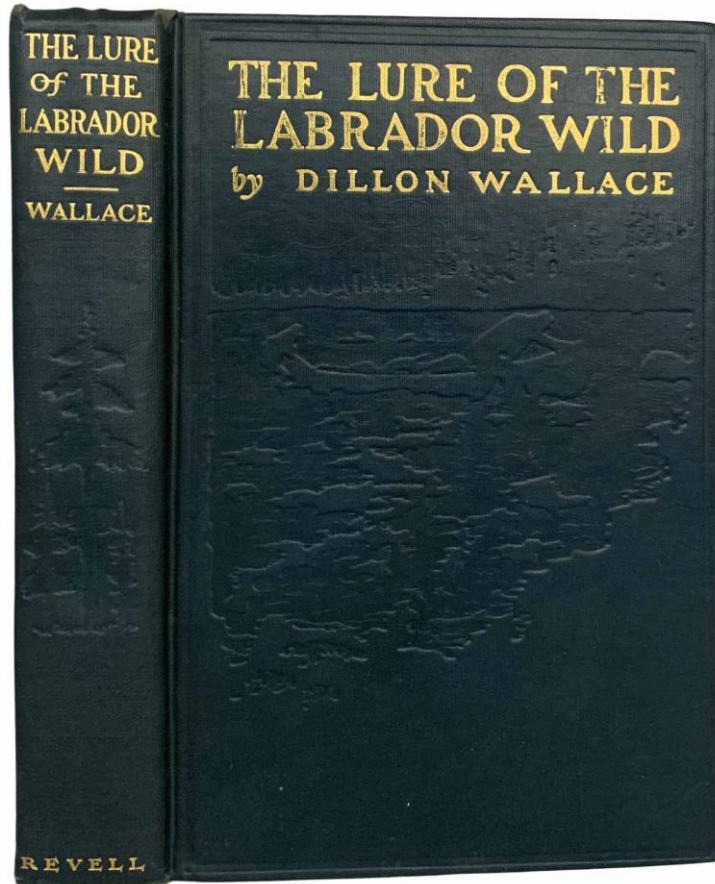 THE LURE
of THE
LABRADOR
WILD
WALLACE
REVELL
THE LURE OF THE
LABRADOR WILD
by DILLON WALLACE